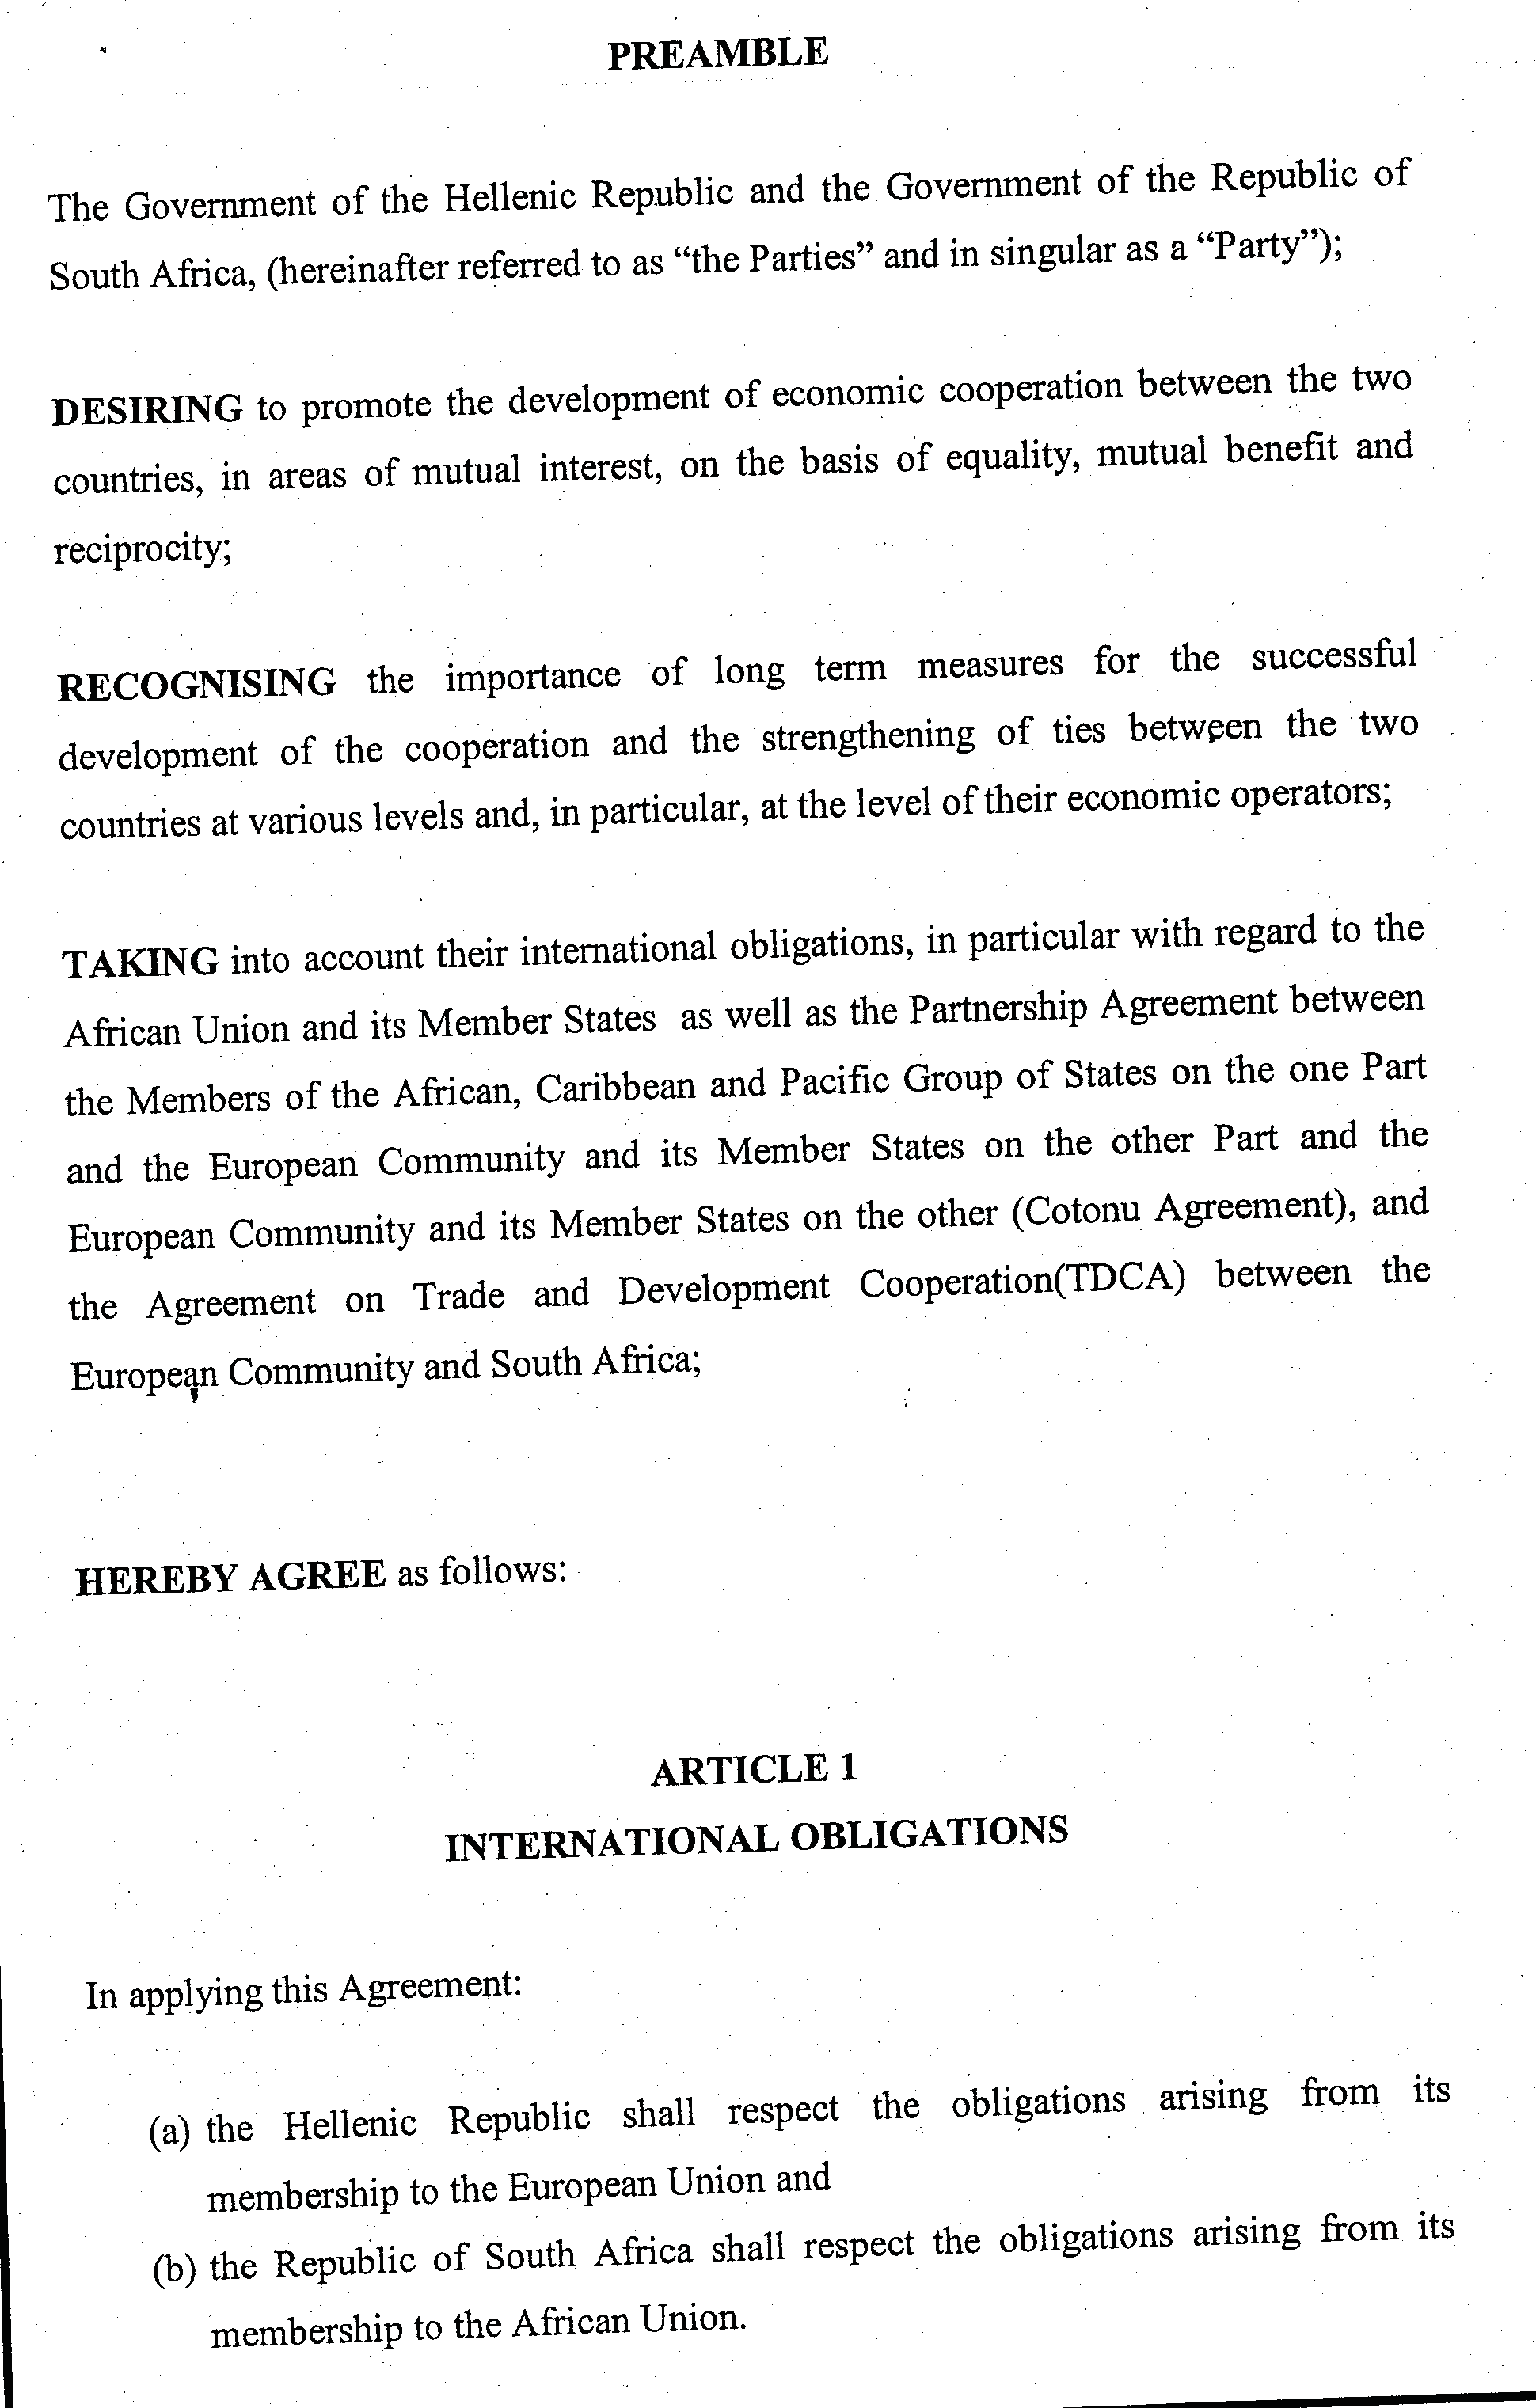 PREAMBLE
The Government of the Hellenic Republic and the Government of the Republic of
South Africa, (hereinafter referred to as “the Parties” and in singular as a “Party”);
DESIRING to promote the development of economic cooperation between the two
countries, in areas of mutual interest, on the basis of equality, mutual benefit and
reciprocity;
RECOGNISING the importance of long term measures for the successful
development of the cooperation and the strengthening of ties between the two
countries at various levels and, in particular, at the level of their economic operators;
TAKING into account their international obligations, in particular with regard to the
African Union and its Member States as well as the Partnership Agreement between
the Members of the African, Caribbean and Pacific Group of States on the one Part
and the European Community and its Member States on the other Part and the
European Community and its Member States on the other (Cotonu Agreement), and
the Agreement on Trade and Development Cooperation(TDCA) between the
European Community and South Africa;
HEREBY AGREE as follows:
ARTICLE 1
INTERNATIONAL OBLIGATIONS
In applying this Agreement:
(a) the Hellenic Republic shall respect the obligations arising from its
membership to the European Union and
(b) the Republic of South Africa shall respect the obligations arising from its
membership to the African Union.